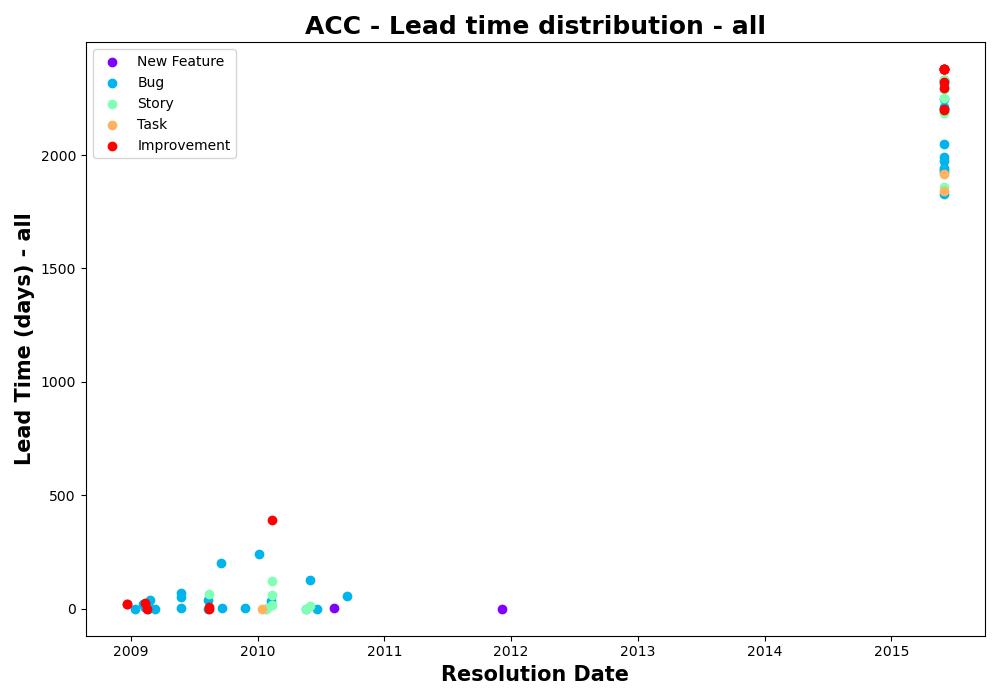 ACC - Lead time distribution - all
New Feature
Bug
Story
Task
Improvement
Lead Time (days) - all
2000
1500
1000
500
0
2009 2010 2011 2012 2013 2014 2015
Resolution Date